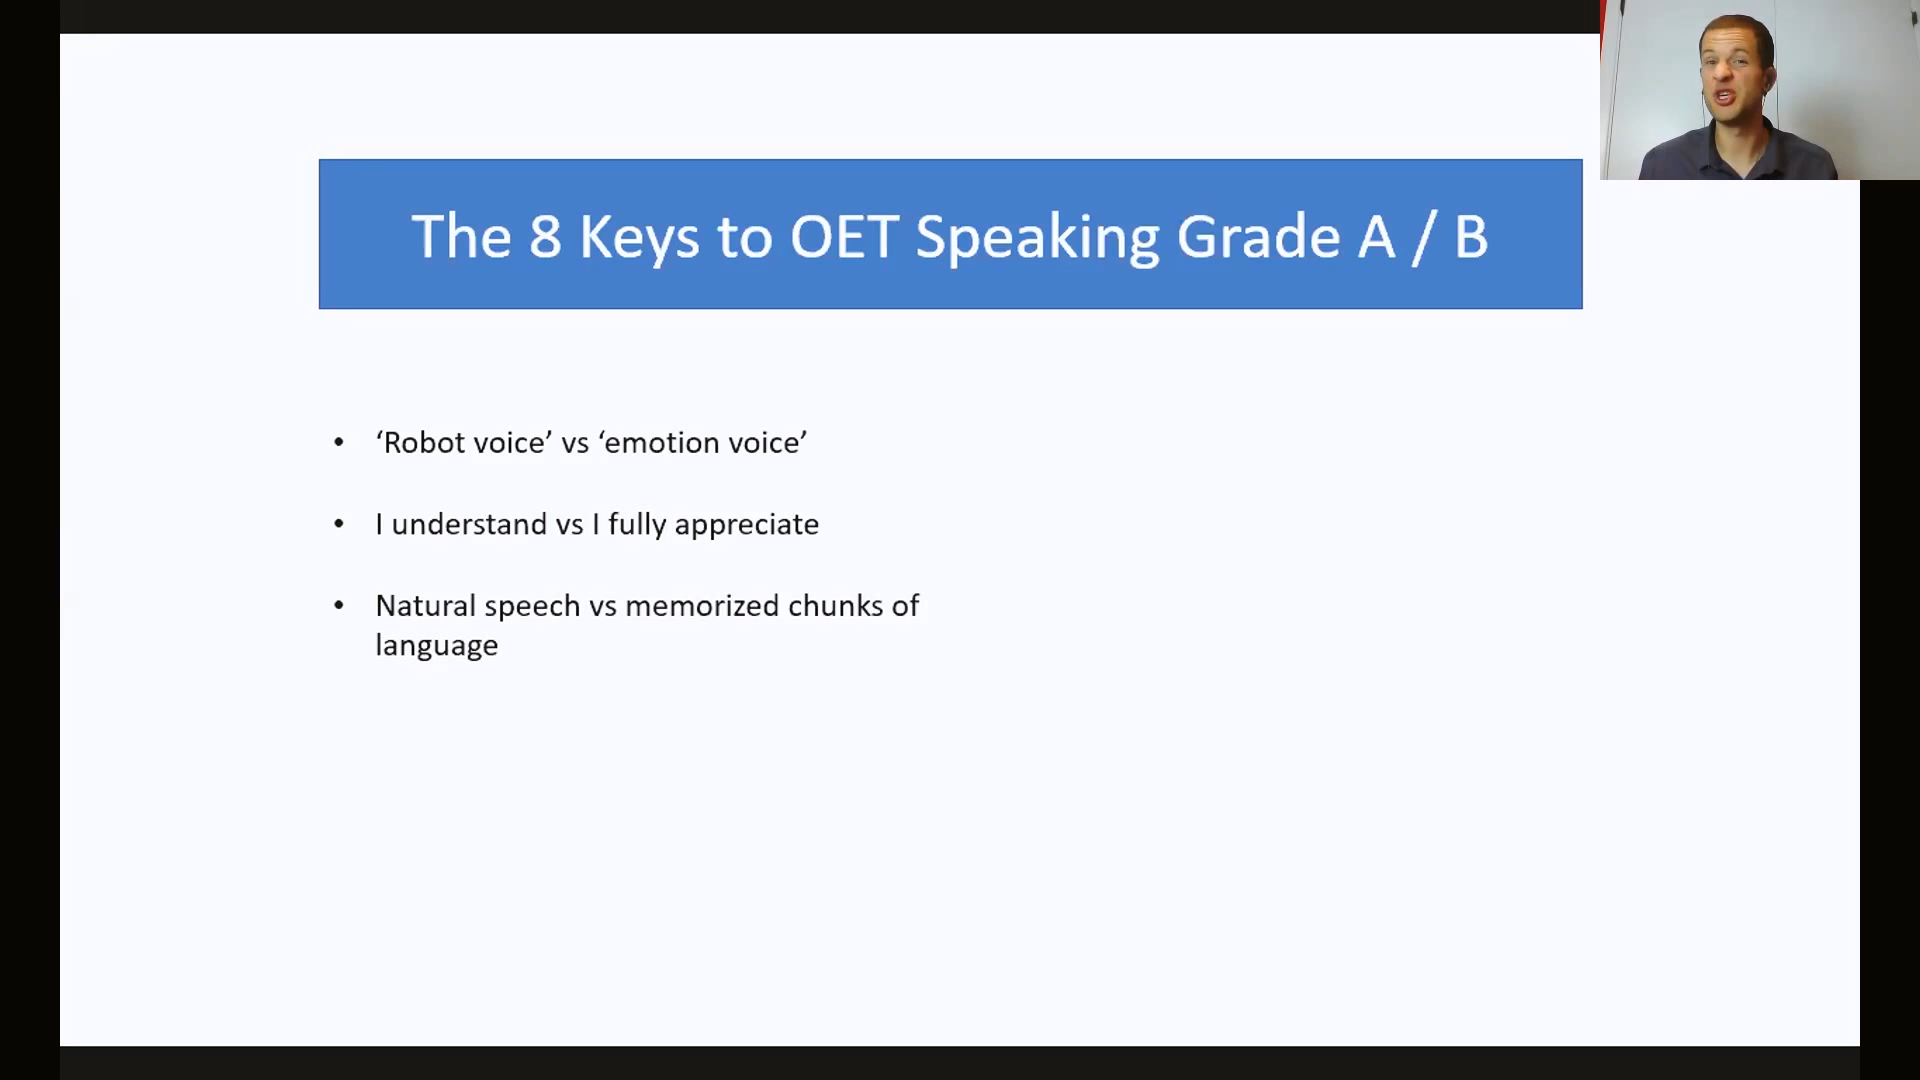 The 8 Keys to OET Speaking Grade A / B
• ‘Robot voice’ vs ‘emotion voice’
• I understand vs I fully appreciate
• Natural speech vs memorized chunks of
language